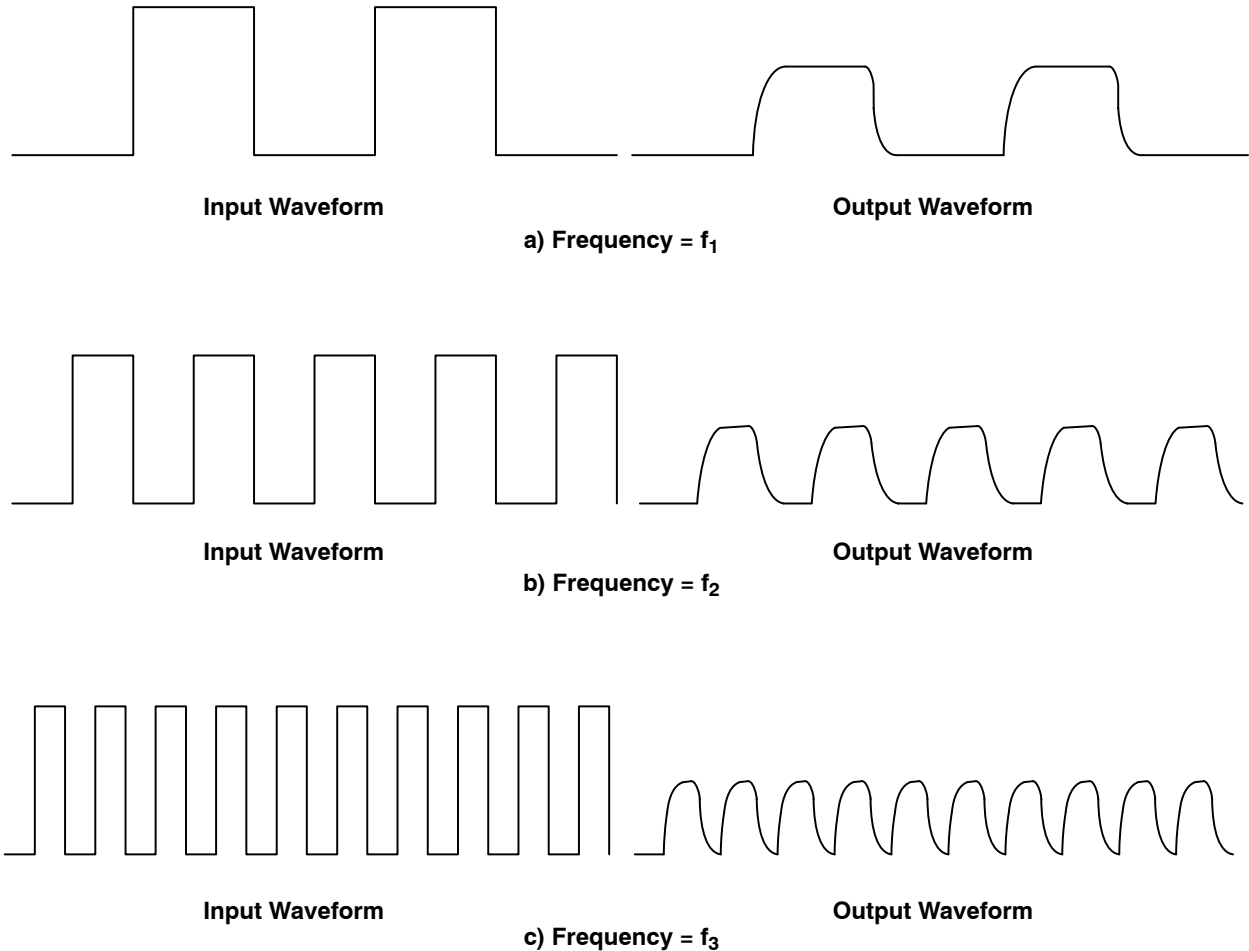 Input Waveform
Output Waveform
a) Frequency = f₁
Input Waveform
Output Waveform
b) Frequency = f₂
Input Waveform
Output Waveform
c) Frequency = f₃